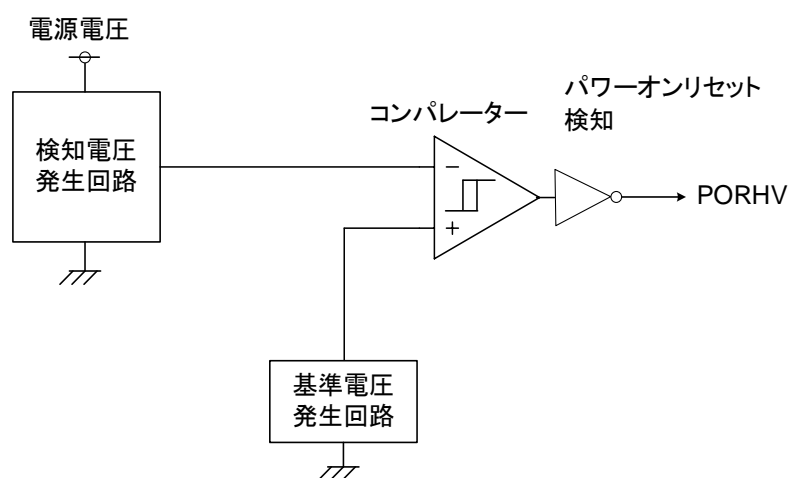 電源電圧
検知電圧
発生回路
コンパレーター
パワーオンリセット
検知
−
+
PORHV
基準電圧
発生回路